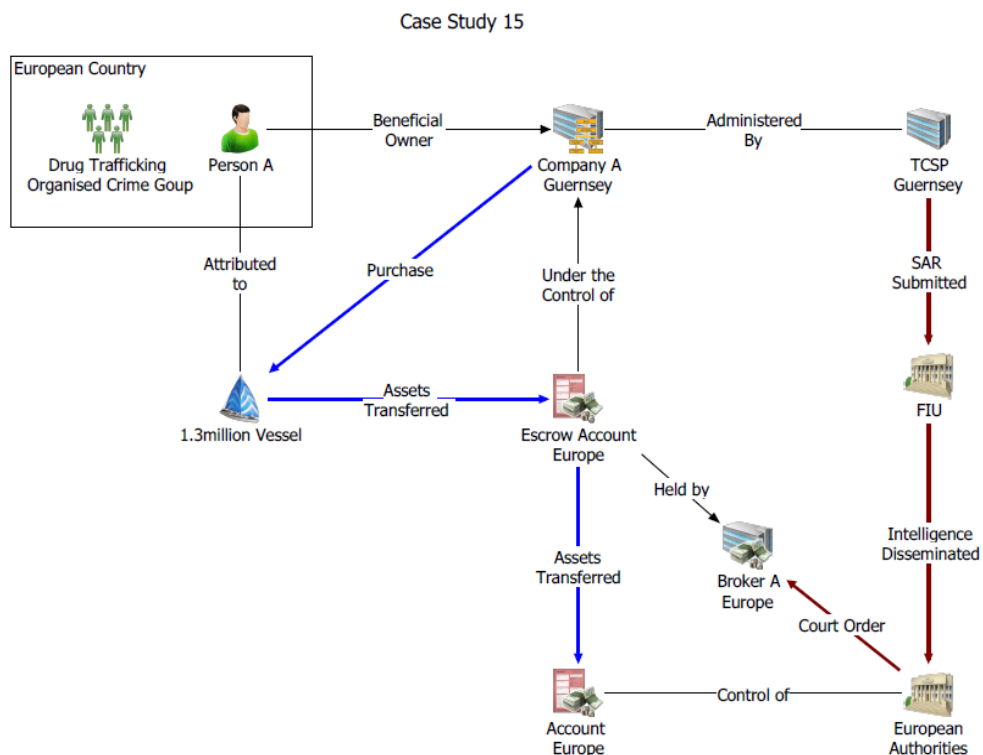 Case Study 15
European Country
Drug Trafficking
Organised Crime Goup
Person A
Beneficial
Owner
Company A
Guernsey
Administered
By
TCSP
Guernsey
Attributed
to
Purchase
Under the
Control of
SAR
Submitted
1.3million Vessel
Assets
Transferred
Escrow Account
Europe
FIU
Held by
Assets
Transferred
Broker A
Europe
Intelligence
Disseminated
Court Order
Account
Europe
Control of
European
Authorities